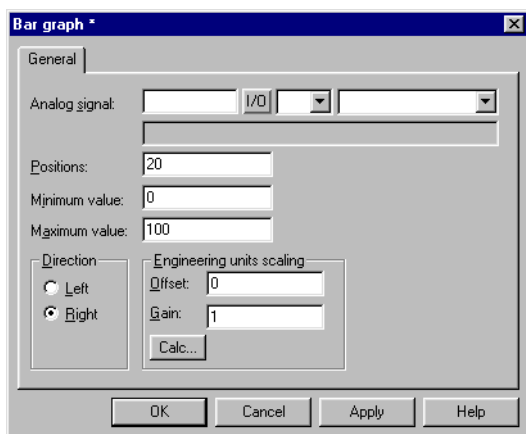 Bar graph *
General
Analog signal: I/O
Positions: 20
Minimum value: 0
Maximum value: 100
Direction
Left
Right
Engineering units scaling
Offset: 0
Gain: 1
Calc...
OK Cancel Apply Help